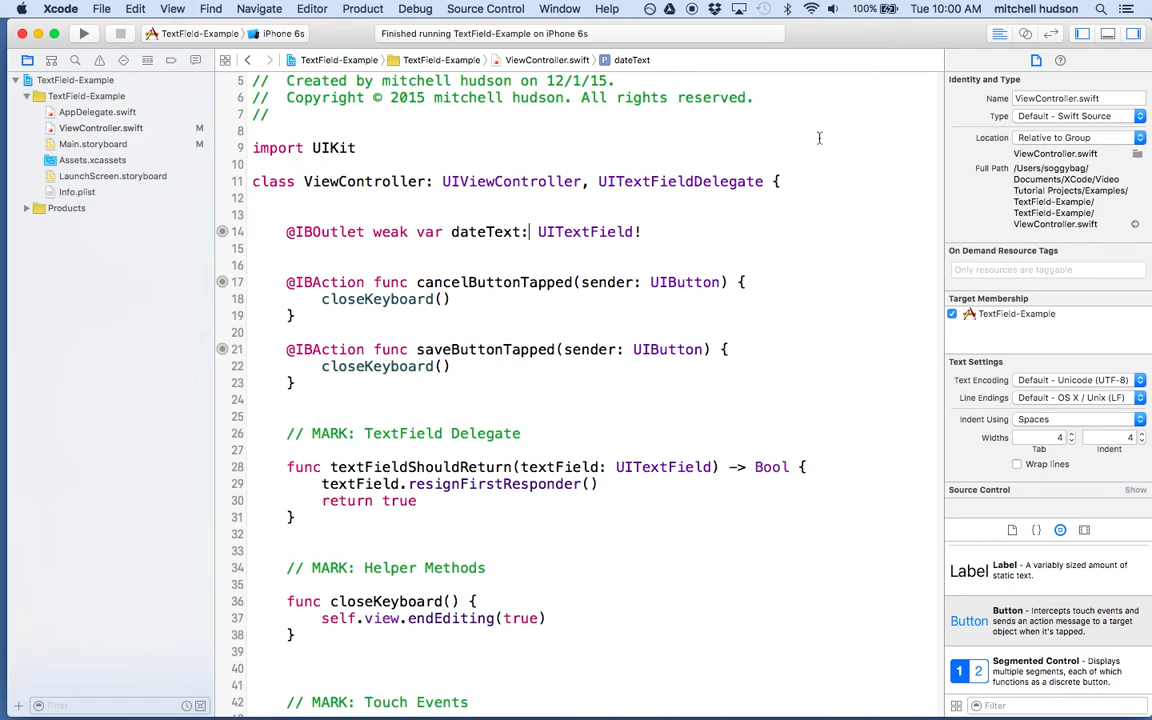 Xcode File Edit View Find Navigate Editor Product Debug Source Control Window Help 100% Tue 10:00 AM mitchell hudson
TextField-Example iPhone 6s Finished running TextField-Example on iPhone 6s
TextField-Example TextField-Example ViewController.swift P dateText
TextField-Example
TextField-Example
AppDelegate.swift
ViewController.swift M
Main.storyboard M
Assets.xcassets
LaunchScreen.storyboard
Info.plist
Products
Filter
5 // Created by mitchell hudson on 12/1/15.
6 // Copyright © 2015 mitchell hudson. All rights reserved.
7 //
8
9 import UIKit
10
11 class ViewController: UIViewController, UITextFieldDelegate {
12
13
14 @IBOutlet weak var dateText: UITextField!
15
16
17 @IBAction func cancelButtonTapped(sender: UIButton) {
18 closeKeyboard()
19 }
20
21 @IBAction func saveButtonTapped(sender: UIButton) {
22 closeKeyboard()
23 }
24
25
26 // MARK: TextField Delegate
27
28 func textFieldShouldReturn(textField: UITextField) -> Bool {
29 textField.resignFirstResponder()
30 return true
31 }
32
33
34 // MARK: Helper Methods
35
36 func closeKeyboard() {
37 self.view.endEditing(true)
38 }
39
40
41
42 // MARK: Touch Events
Identity and Type
Name ViewController.swift
Type Default - Swift Source
Location Relative to Group
ViewController.swift
Full Path /Users/soggybag/
Documents/XCode/Video
Tutorial Projects/Examples/
TextField-Example/
TextField-Example/
ViewController.swift
On Demand Resource Tags
Only resources are taggable
Target Membership
TextField-Example
Text Settings
Text Encoding Default - Unicode (UTF-8)
Line Endings Default - OS X / Unix (LF)
Indent Using Spaces
Widths 4 4
Tab Indent
Wrap lines
Source Control Show
{ }
Label Label - A variably sized amount of
static text.
Button Button - Intercepts touch events and
sends an action message to a target
object when it's tapped.
1 2 Segmented Control - Displays
multiple segments, each of which
functions as a discrete button.
Filter